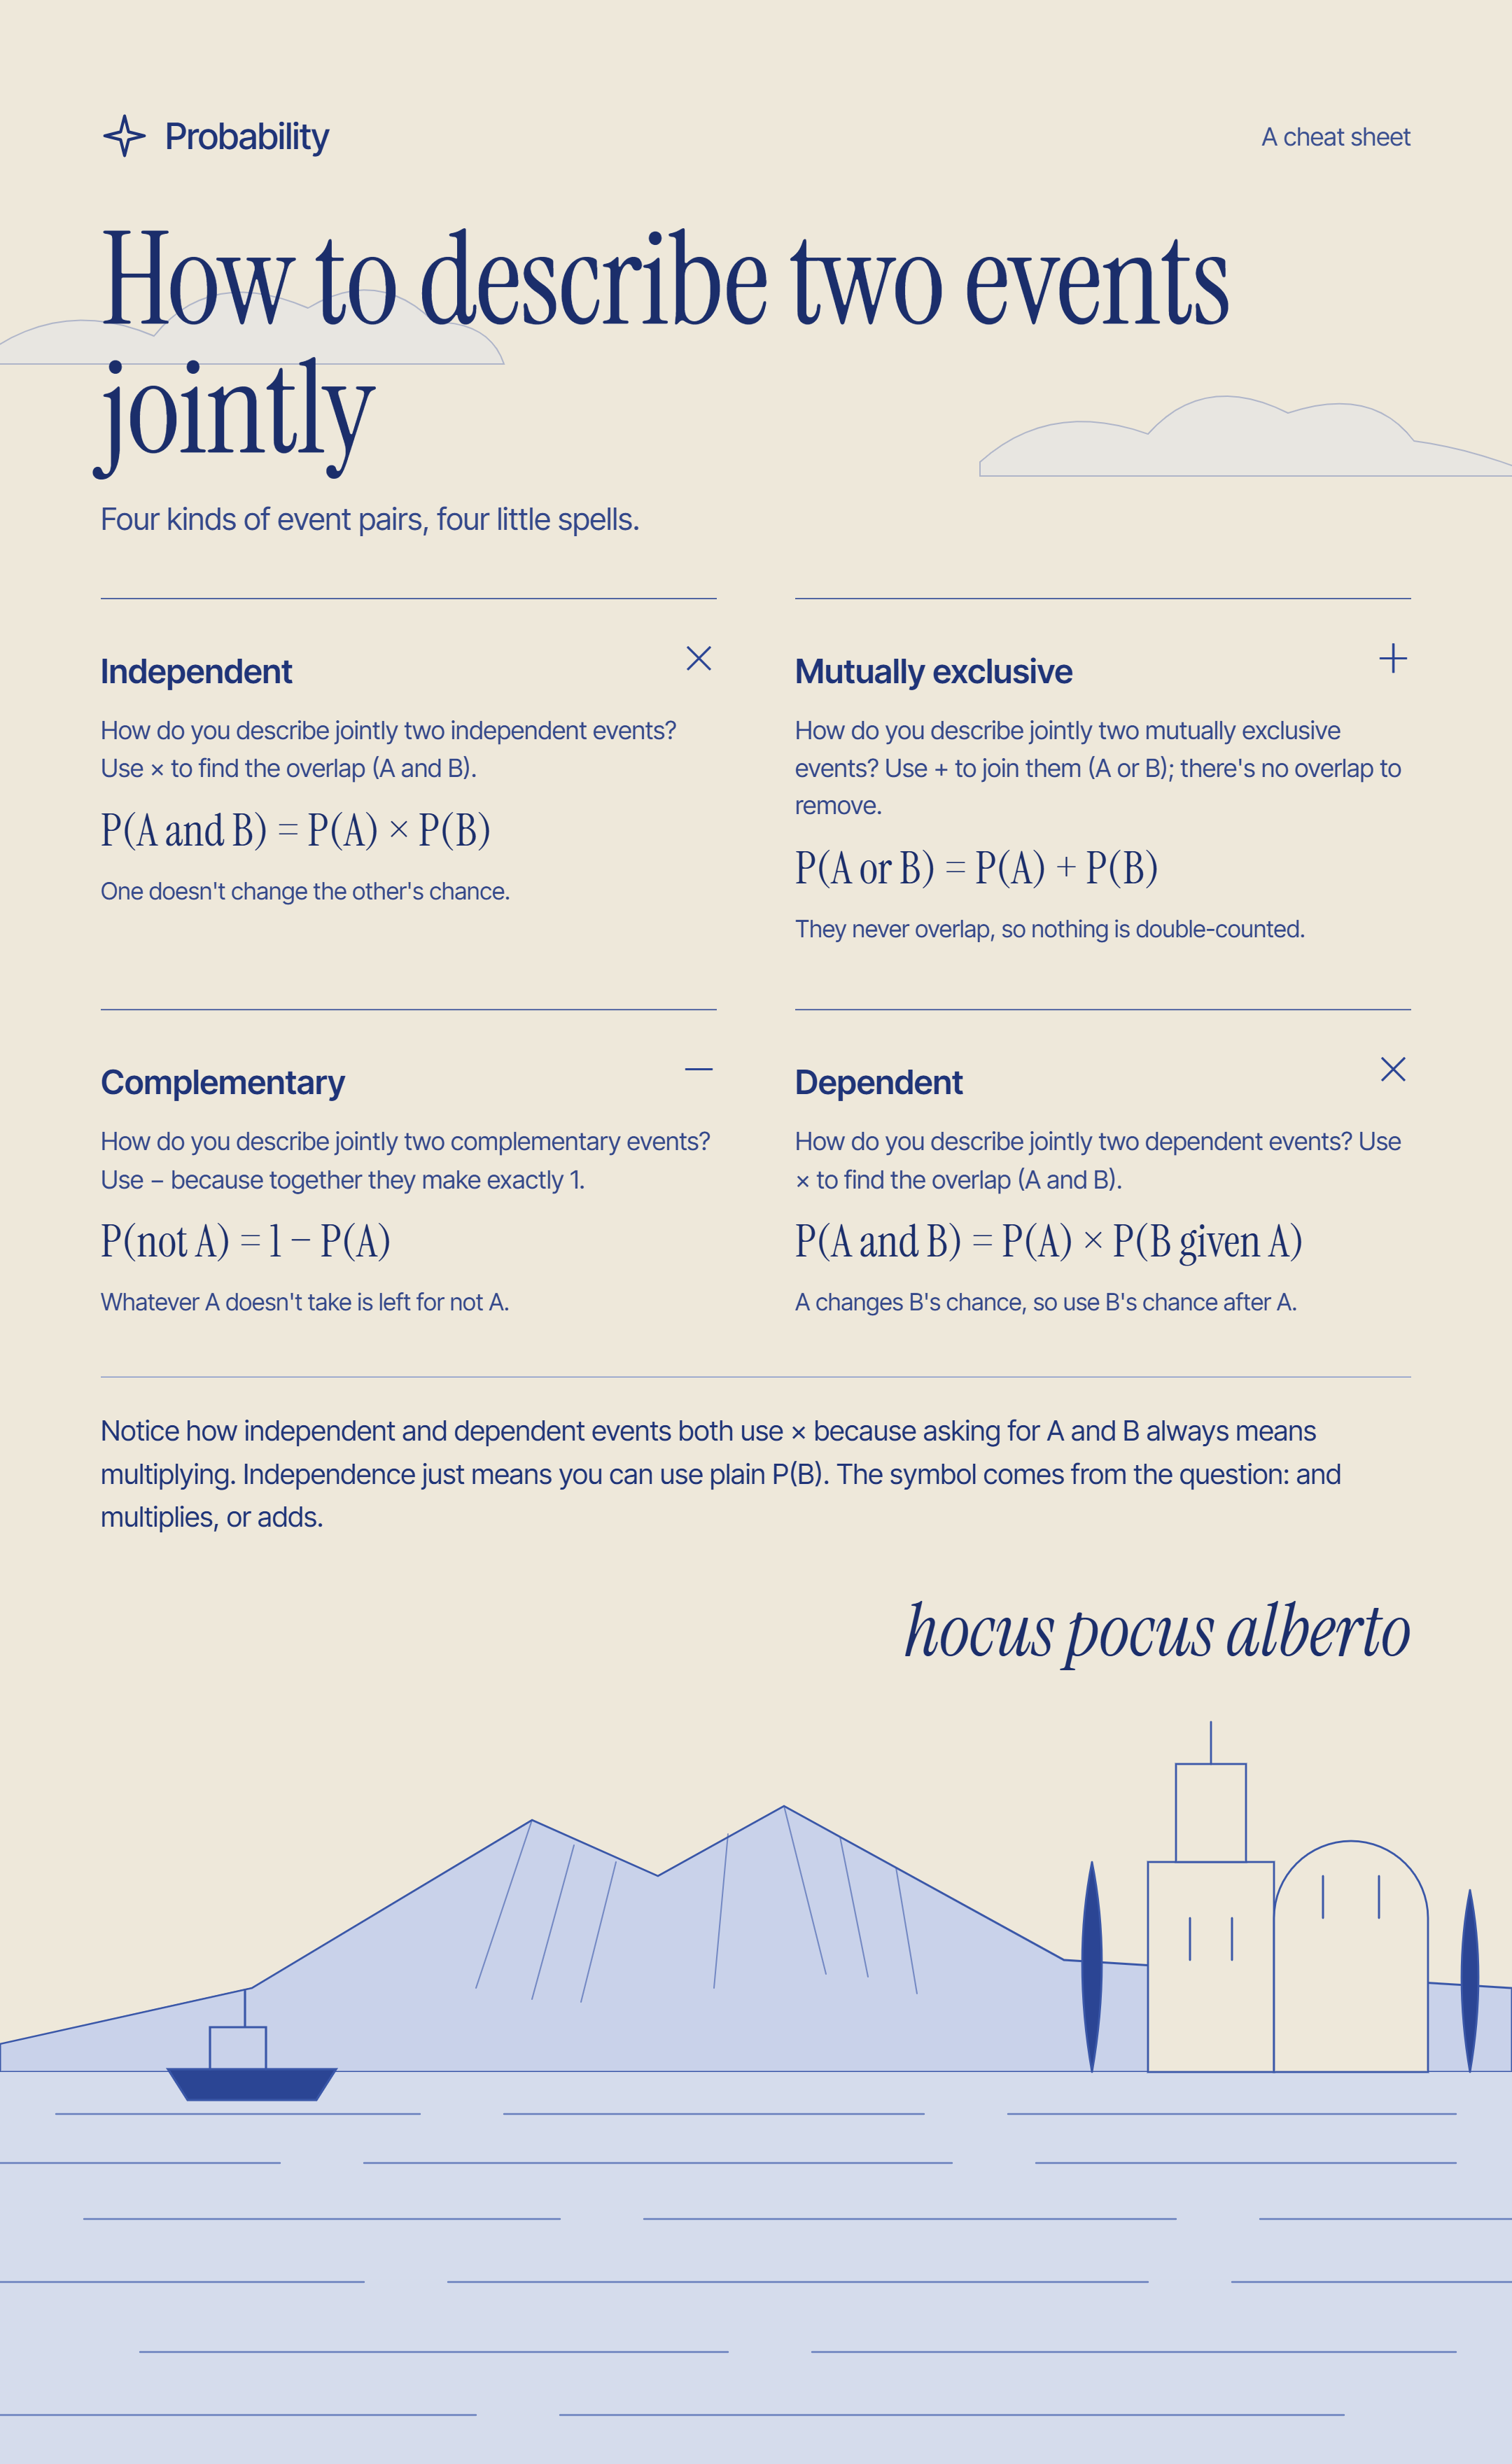 Probability
A cheat sheet
How to describe two events
jointly
Four kinds of event pairs, four little spells.
Independent
×
How do you describe jointly two independent events?
Use × to find the overlap (A and B).
P(A and B) = P(A) × P(B)
One doesn't change the other's chance.
Mutually exclusive
+
How do you describe jointly two mutually exclusive
events? Use + to join them (A or B); there's no overlap to
remove.
P(A or B) = P(A) + P(B)
They never overlap, so nothing is double-counted.
Complementary
−
How do you describe jointly two complementary events?
Use − because together they make exactly 1.
P(not A) = 1 − P(A)
Whatever A doesn't take is left for not A.
Dependent
×
How do you describe jointly two dependent events? Use
× to find the overlap (A and B).
P(A and B) = P(A) × P(B given A)
A changes B's chance, so use B's chance after A.
Notice how independent and dependent events both use × because asking for A and B always means
multiplying. Independence just means you can use plain P(B). The symbol comes from the question: and
multiplies, or adds.
hocus pocus alberto